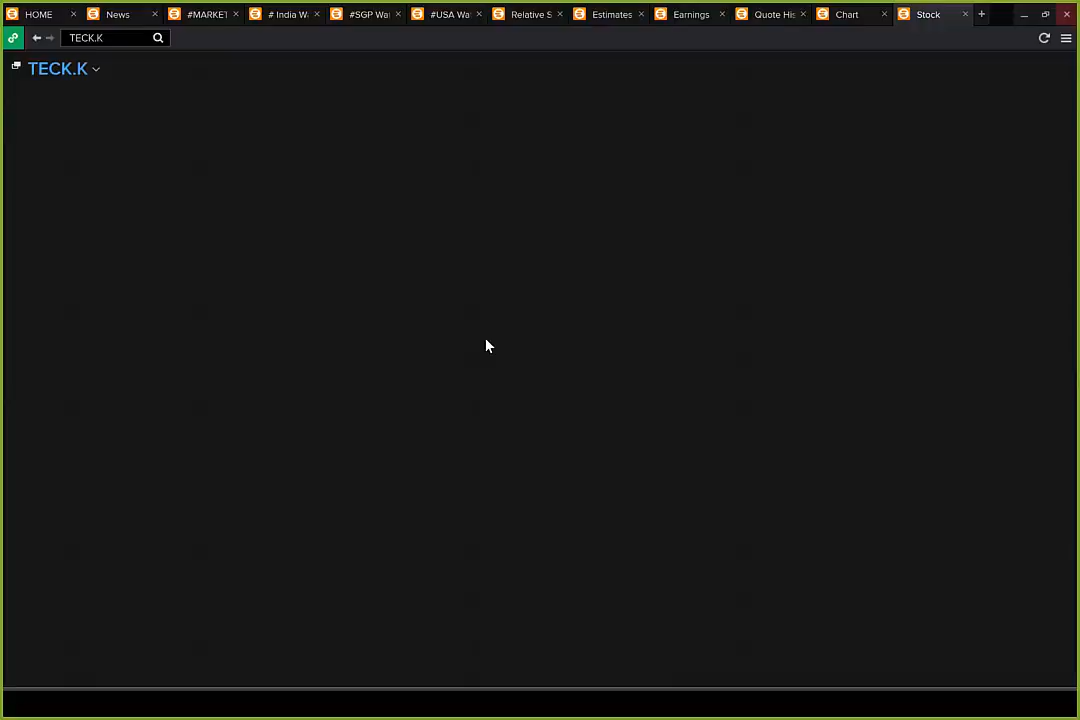 HOME News #MARKET # India W #SGP Wa #USA Wa Relative S Estimates Earnings Quote His Chart Stock
TECK.K
TECK.K